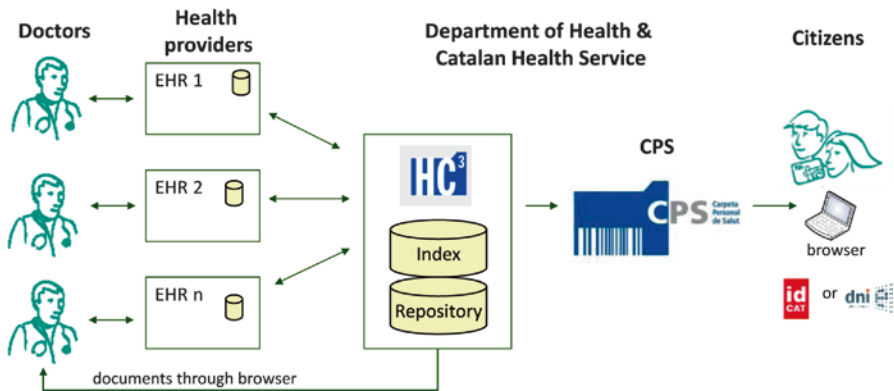 Doctors
Health
providers
Department of Health &
Catalan Health Service
Citizens
EHR 1
EHR 2
EHR n
HC3
Index
Repository
CPS
CPS
Carpeta
Personal
de Salut
browser
id
CAT
or
dni
documents through browser